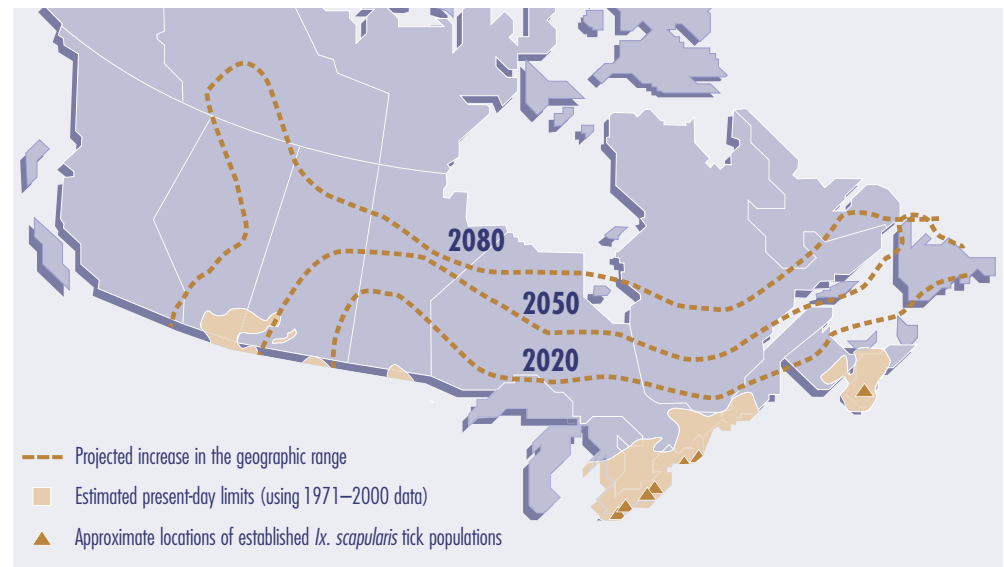 2080
2050
2020
Projected increase in the geographic range
Estimated present-day limits (using 1971–2000 data)
Approximate locations of established Ix. scapularis tick populations